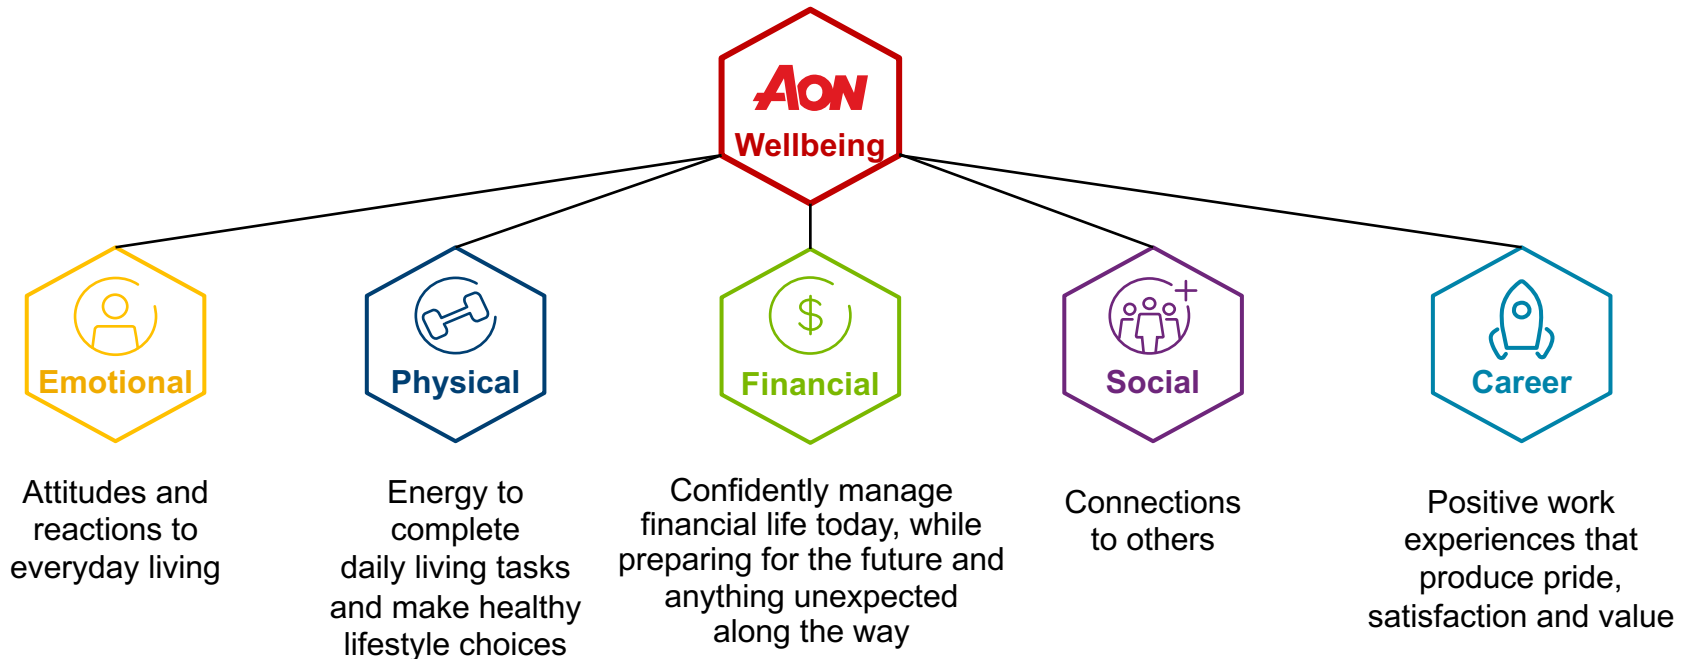 AON
Wellbeing
Emotional
Attitudes and
reactions to
everyday living
Physical
Energy to
complete
daily living tasks
and make healthy
lifestyle choices
$
Financial
Confidently manage
financial life today, while
preparing for the future and
anything unexpected
along the way
Social
Connections
to others
Career
Positive work
experiences that
produce pride,
satisfaction and value